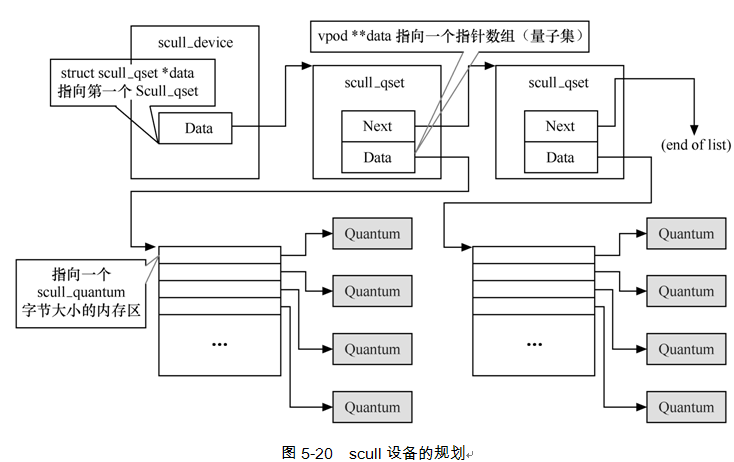 scull_device
struct scull_qset *data
指向第一个 Scull_qset
Data
vpod **data 指向一个指针数组（量子集）
scull_qset
Next
Data
scull_qset
Next
Data
(end of list)
指向一个
scull_quantum
字节大小的内存区
...
Quantum
Quantum
Quantum
Quantum
...
Quantum
Quantum
Quantum
Quantum
图 5-20 scull 设备的规划↵